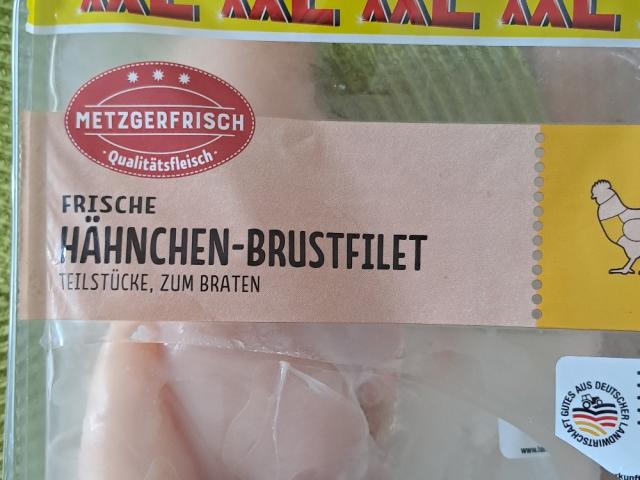 XXL XXL XXL XXL
METZGERFRISCH
· Qualitätsfleisch ·
FRISCHE
HÄHNCHEN-BRUSTFILET
TEILSTÜCKE, ZUM BRATEN
GUTES AUS DEUTSCHER
LANDWIRTSCHAFT